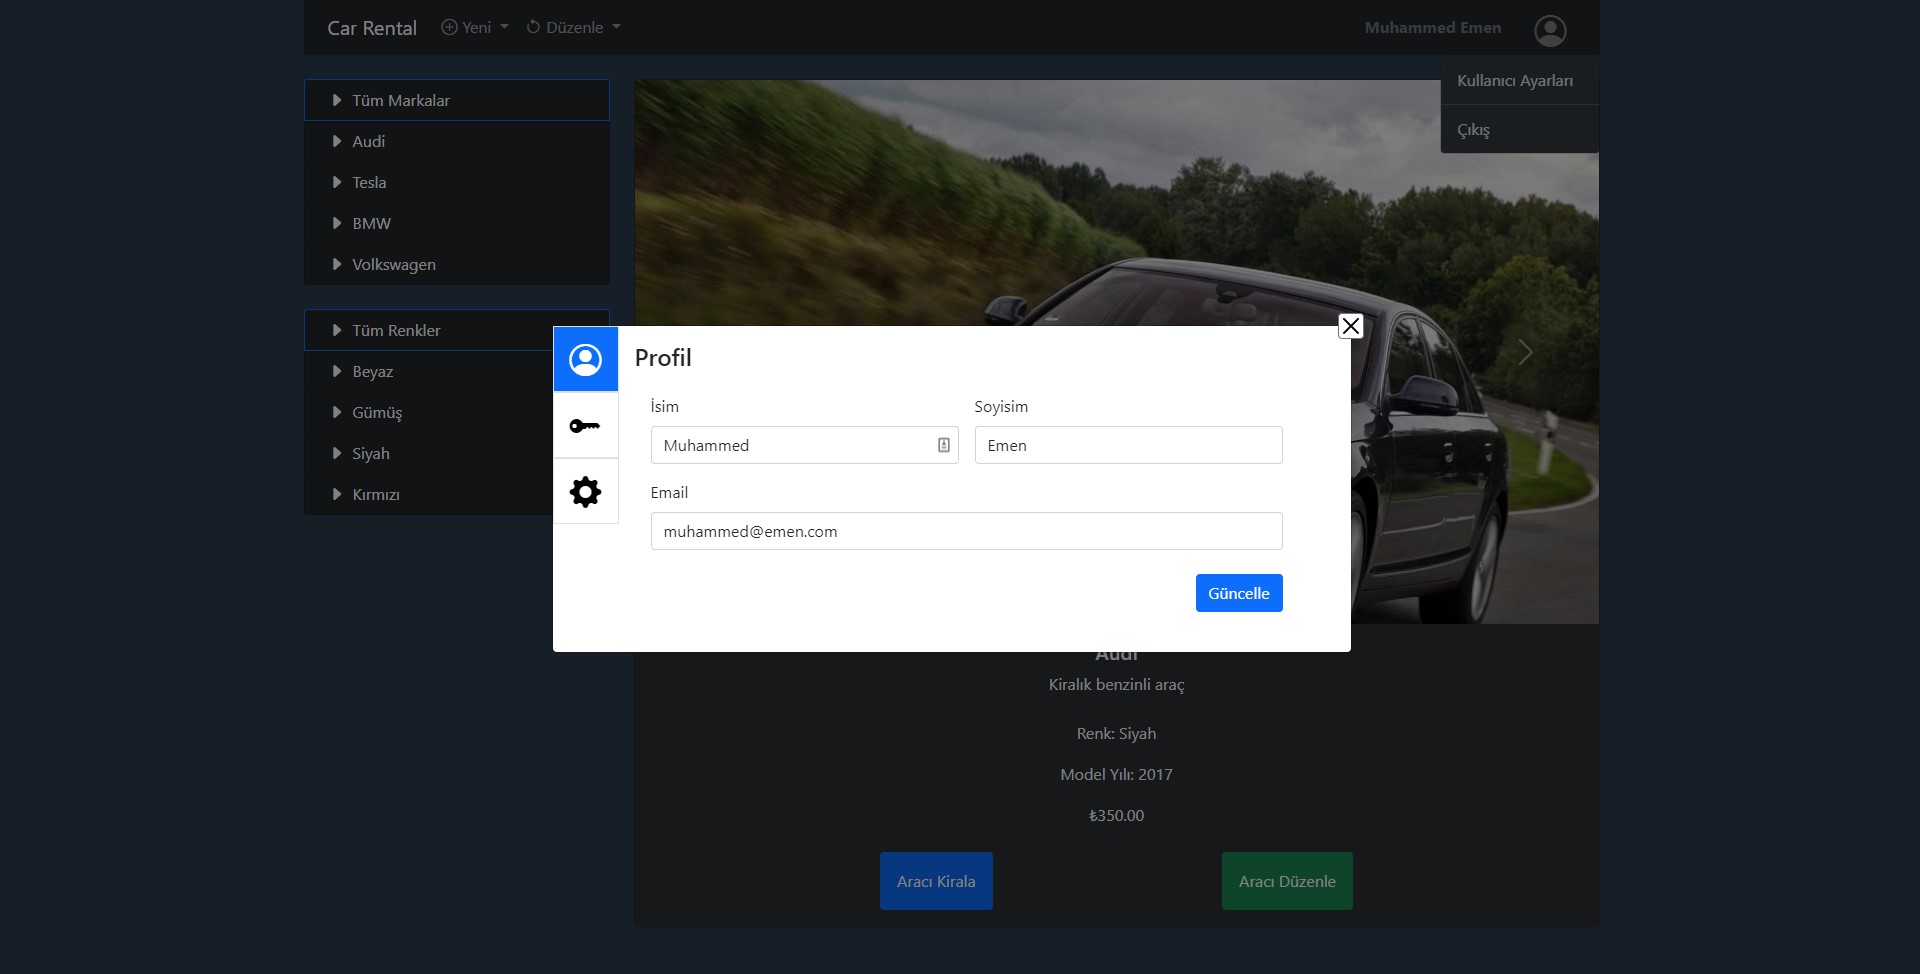 Car Rental
Yeni
Düzenle
Muhammed Emen
Kullanıcı Ayarları
Çıkış
Tüm Markalar
Audi
Tesla
BMW
Volkswagen
Tüm Renkler
Beyaz
Gümüş
Siyah
Kırmızı
Profil
İsim
Soyisim
Muhammed
Emen
Email
muhammed@emen.com
Güncelle
Audi
Kiralık benzinli araç
Renk: Siyah
Model Yılı: 2017
₺350.00
Aracı Kirala
Aracı Düzenle